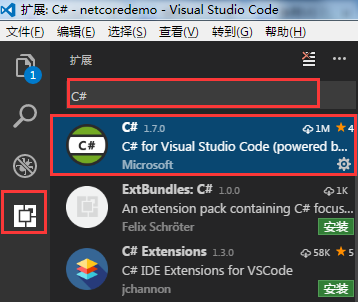 扩展: C# - netcoredemo - Visual Studio Code
文件(F) 编辑(E) 选择(S) 查看(V) 转到(G) 帮助(H)
扩展
1
C#
C# 1.7.0 1M 4
C# for Visual Studio Code (powered b...
Microsoft
C#
ExtBundles: C# 1.0.0 1K
An extension pack containing C# focus...
Felix Schröter 安装
C# Extensions 1.3.0 58K 5
C# IDE Extensions for VSCode
jchannon 安装